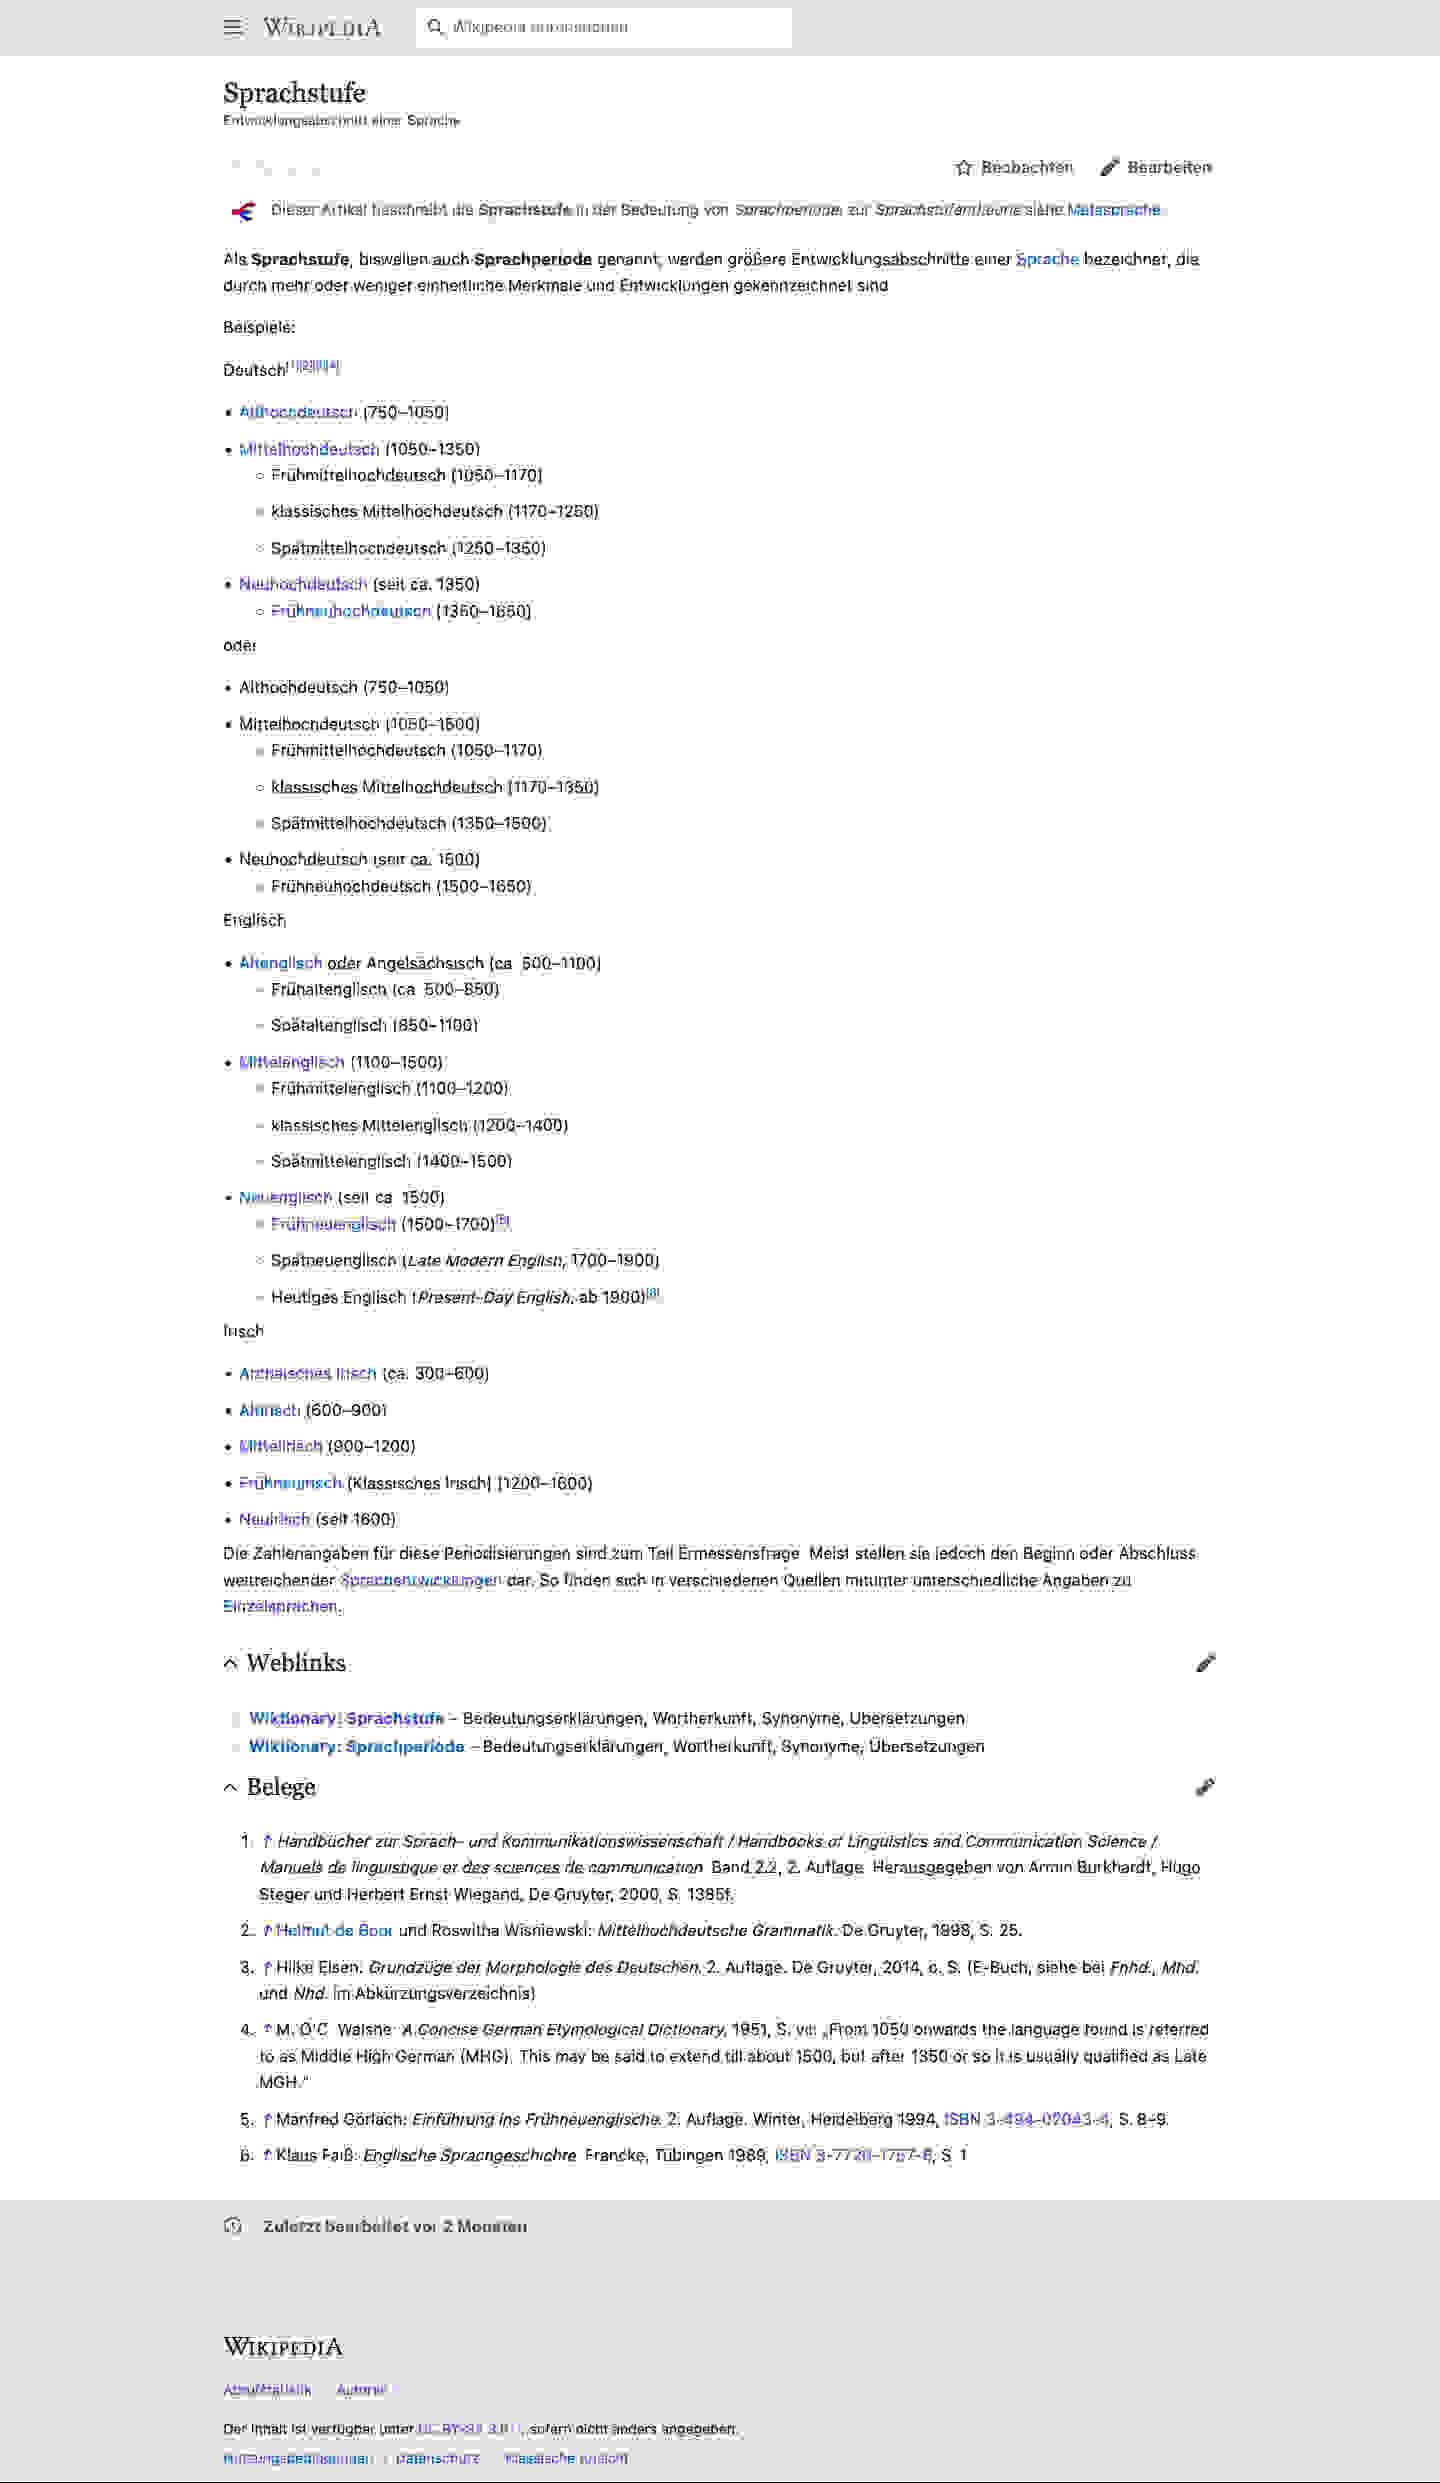 WIKIPEDIA
Wikipedia durchsuchen
Sprachstufe
Entwicklungsabschnitt einer Sprache
Beobachten Bearbeiten
Dieser Artikel beschreibt die Sprachstufe in der Bedeutung von Sprachperiode; zur Sprachstufentheorie siehe Metasprache.
Als Sprachstufe, bisweilen auch Sprachperiode genannt, werden größere Entwicklungsabschnitte einer Sprache bezeichnet, die
durch mehr oder weniger einheitliche Merkmale und Entwicklungen gekennzeichnet sind.
Beispiele:
Deutsch[1][2][3][4]
• Althochdeutsch (750–1050)
• Mittelhochdeutsch (1050–1350)
○ Frühmittelhochdeutsch (1050–1170)
○ klassisches Mittelhochdeutsch (1170–1250)
○ Spätmittelhochdeutsch (1250–1350)
• Neuhochdeutsch (seit ca. 1350)
○ Frühneuhochdeutsch (1350–1650)
oder
• Althochdeutsch (750–1050)
• Mittelhochdeutsch (1050–1500)
○ Frühmittelhochdeutsch (1050–1170)
○ klassisches Mittelhochdeutsch (1170–1350)
○ Spätmittelhochdeutsch (1350–1500)
• Neuhochdeutsch (seit ca. 1500)
○ Frühneuhochdeutsch (1500–1650)
Englisch
• Altenglisch oder Angelsächsisch (ca. 500–1100)
○ Frühaltenglisch (ca. 500–850)
○ Spätaltenglisch (850–1100)
• Mittelenglisch (1100–1500)
○ Frühmittelenglisch (1100–1200)
○ klassisches Mittelenglisch (1200–1400)
○ Spätmittelenglisch (1400–1500)
• Neuenglisch (seit ca. 1500)
○ Frühneuenglisch (1500–1700)[5]
○ Spätneuenglisch (Late Modern English, 1700–1900)
○ Heutiges Englisch (Present-Day English, ab 1900)[6]
Irisch
• Archaisches Irisch (ca. 300–600)
• Altirisch (600–900)
• Mittelirisch (900–1200)
• Frühneuirisch (Klassisches Irisch) (1200–1600)
• Neuirisch (seit 1600)
Die Zahlenangaben für diese Periodisierungen sind zum Teil Ermessensfrage. Meist stellen sie jedoch den Beginn oder Abschluss
weitreichender Sprachentwicklungen dar. So finden sich in verschiedenen Quellen mitunter unterschiedliche Angaben zu
Einzelsprachen.
Weblinks
Wiktionary: Sprachstufe – Bedeutungserklärungen, Wortherkunft, Synonyme, Übersetzungen
Wiktionary: Sprachperiode – Bedeutungserklärungen, Wortherkunft, Synonyme, Übersetzungen
Belege
1. ↑ Handbücher zur Sprach- und Kommunikationswissenschaft / Handbooks of Linguistics and Communication Science /
Manuels de linguistique et des sciences de communication. Band 2.2, 2. Auflage. Herausgegeben von Armin Burkhardt, Hugo
Steger und Herbert Ernst Wiegand, De Gruyter, 2000, S. 1385f.
2. ↑ Helmut de Boor und Roswitha Wisniewski: Mittelhochdeutsche Grammatik. De Gruyter, 1998, S. 25.
3. ↑ Hilke Elsen: Grundzüge der Morphologie des Deutschen. 2. Auflage. De Gruyter, 2014, o. S. (E-Buch, siehe bei Fnhd., Mhd.
und Nhd. im Abkürzungsverzeichnis)
4. ↑ M. O'C. Walshe: A Concise German Etymological Dictionary, 1951, S. viii „From 1050 onwards the language found is referred
to as Middle High German (MHG). This may be said to extend till about 1500, but after 1350 or so it is usually qualified as Late
MGH."
5. ↑ Manfred Görlach: Einführung ins Frühneuenglische. 2. Auflage. Winter, Heidelberg 1994, ISBN 3-494-02043-4, S. 8–9.
6. ↑ Klaus Faiß: Englische Sprachgeschichte. Francke, Tübingen 1989, ISBN S. 1
Zuletzt bearbeitet vor 2 Monaten
WIKIPEDIA
Abrufstatistik Autoren
Der Inhalt ist verfügbar unter CC BY-SA 3.0, sofern nicht anders angegeben.
Nutzungsbedingungen Datenschutz Klassische Ansicht